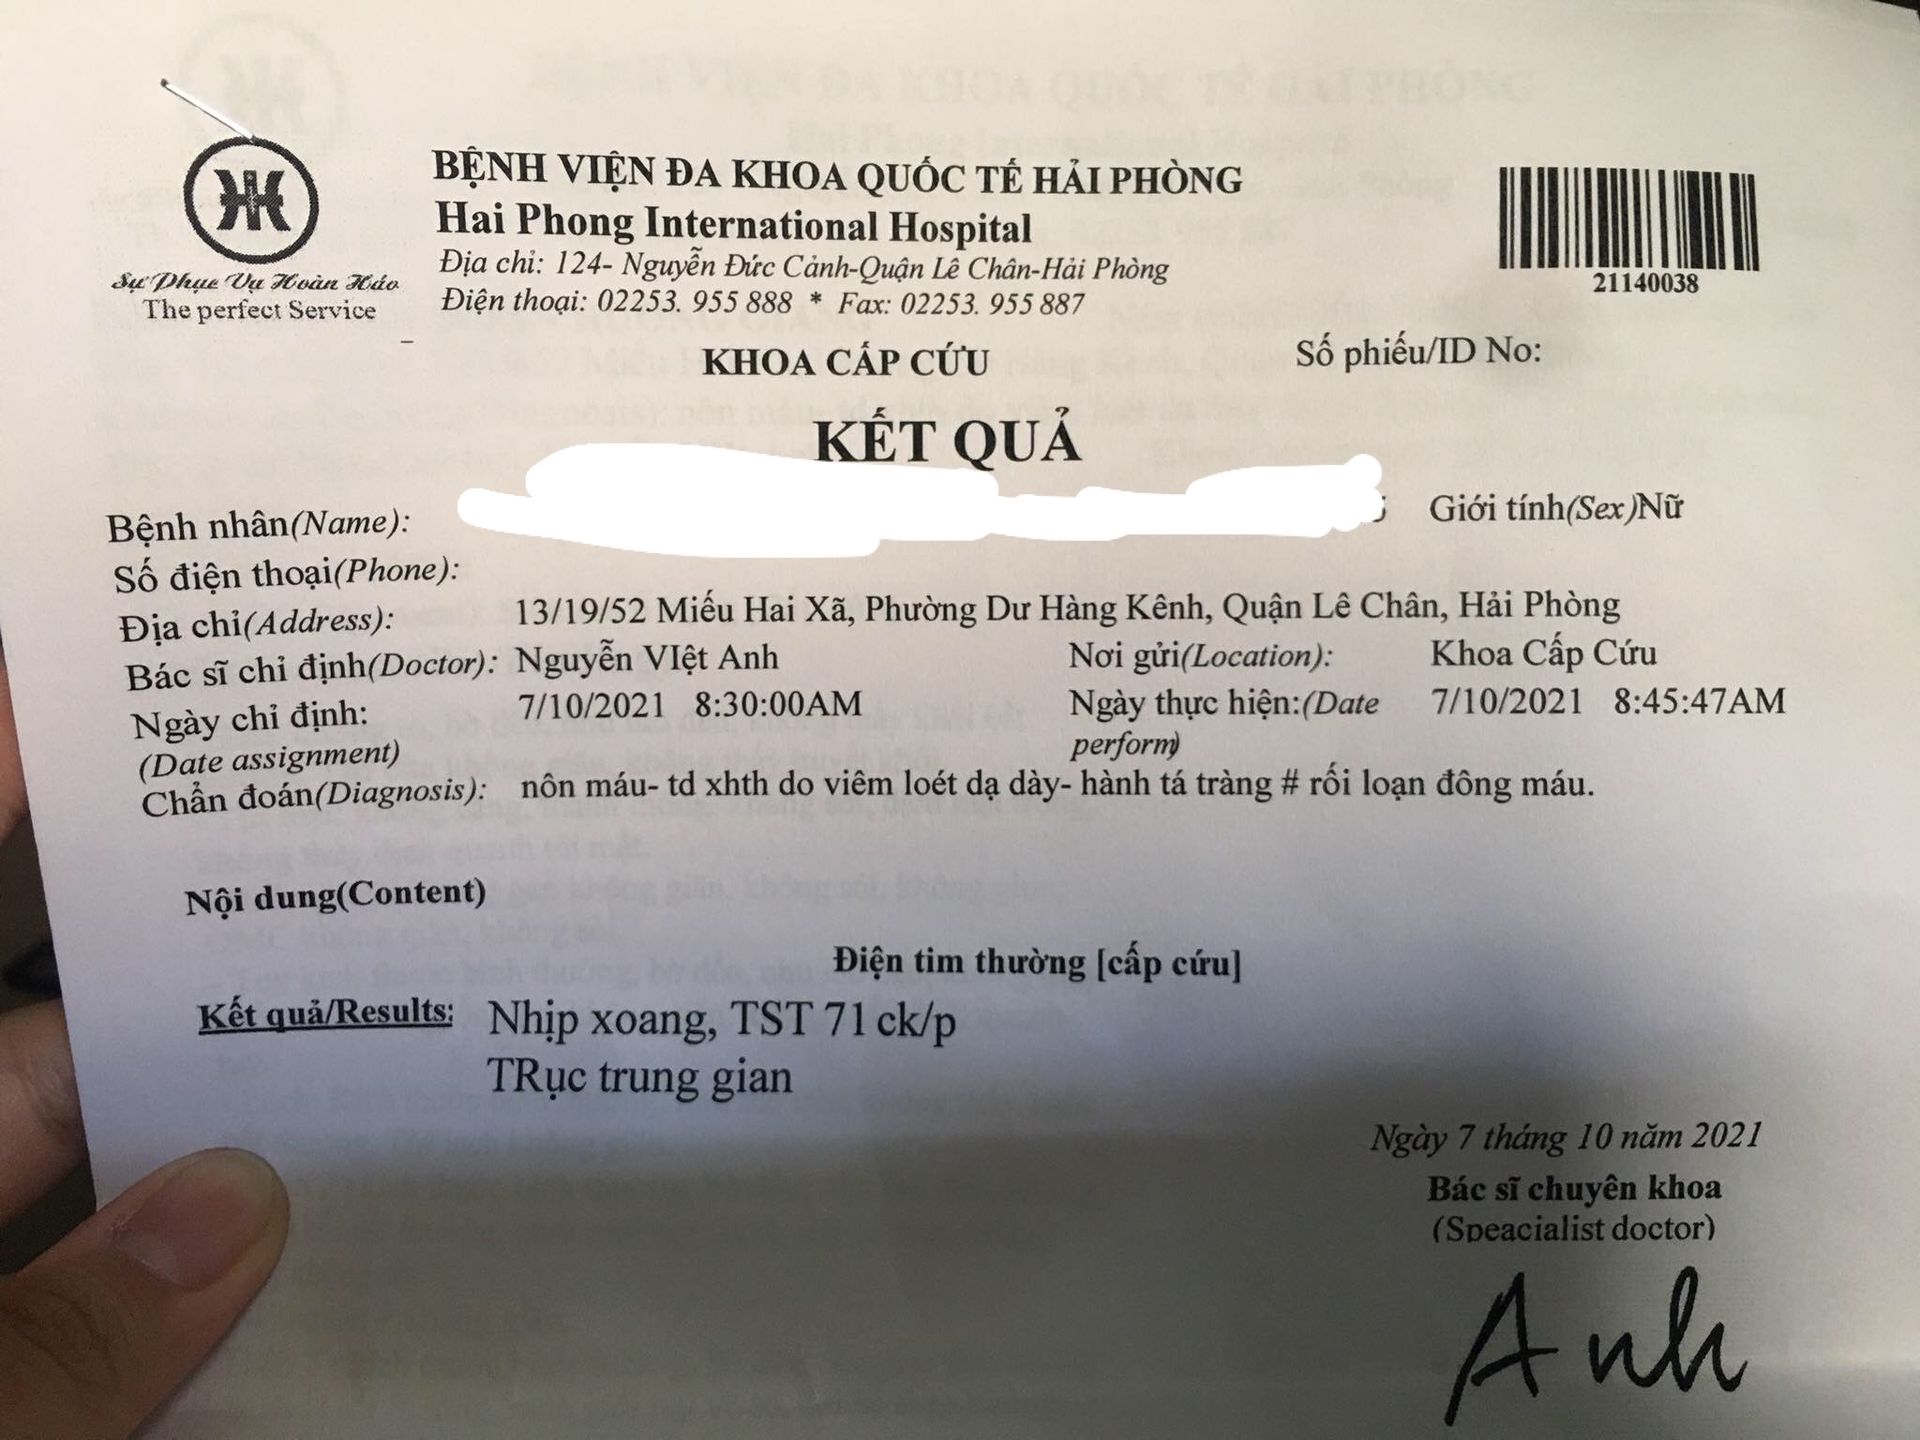 BỆNH VIỆN ĐA KHOA QUỐC TẾ HẢI PHÒNG
Hai Phong International Hospital
Địa chỉ: 124- Nguyễn Đức Cảnh-Quận Lê Chân-Hải Phòng
Điện thoại: 02253. 955 888 * Fax: 02253. 955 887
Sự Phục Vụ Hoàn Hảo
The perfect Service
21140038
KHOA CẤP CỨU
Số phiếu/ID No:
KẾT QUẢ
Bệnh nhân(Name): Giới tính(Sex)Nữ
Số điện thoại(Phone):
Địa chỉ(Address): 13/19/52 Miếu Hai Xã, Phường Dư Hàng Kênh, Quận Lê Chân, Hải Phòng
Bác sĩ chỉ định(Doctor): Nguyễn VIệt Anh Nơi gửi(Location): Khoa Cấp Cứu
Ngày chỉ định: 7/10/2021 8:30:00AM Ngày thực hiện:(Date 7/10/2021 8:45:47AM
(Date assignment) perform)
Chẩn đoán(Diagnosis): nôn máu- td xhth do viêm loét dạ dày- hành tá tràng # rối loạn đông máu.
Nội dung(Content)
Điện tim thường [cấp cứu]
Kết quả/Results: Nhịp xoang, TST 71 ck/p
TRục trung gian
Ngày 7 tháng 10 năm 2021
Bác sĩ chuyên khoa
(Speacialist doctor)
Anh